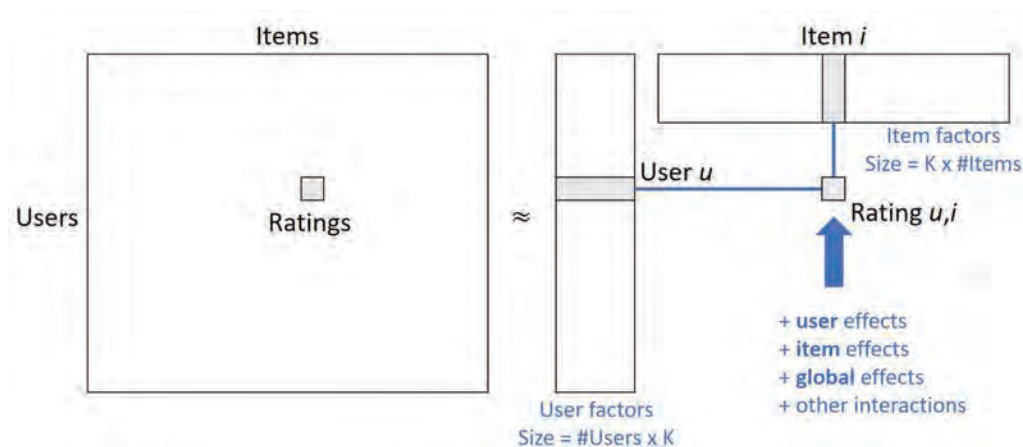 Items
Users
Ratings
≈
User u
User factors
Size = #Users x K
Item i
Item factors
Size = K x #Items
Rating u,i
+ user effects
+ item effects
+ global effects
+ other interactions